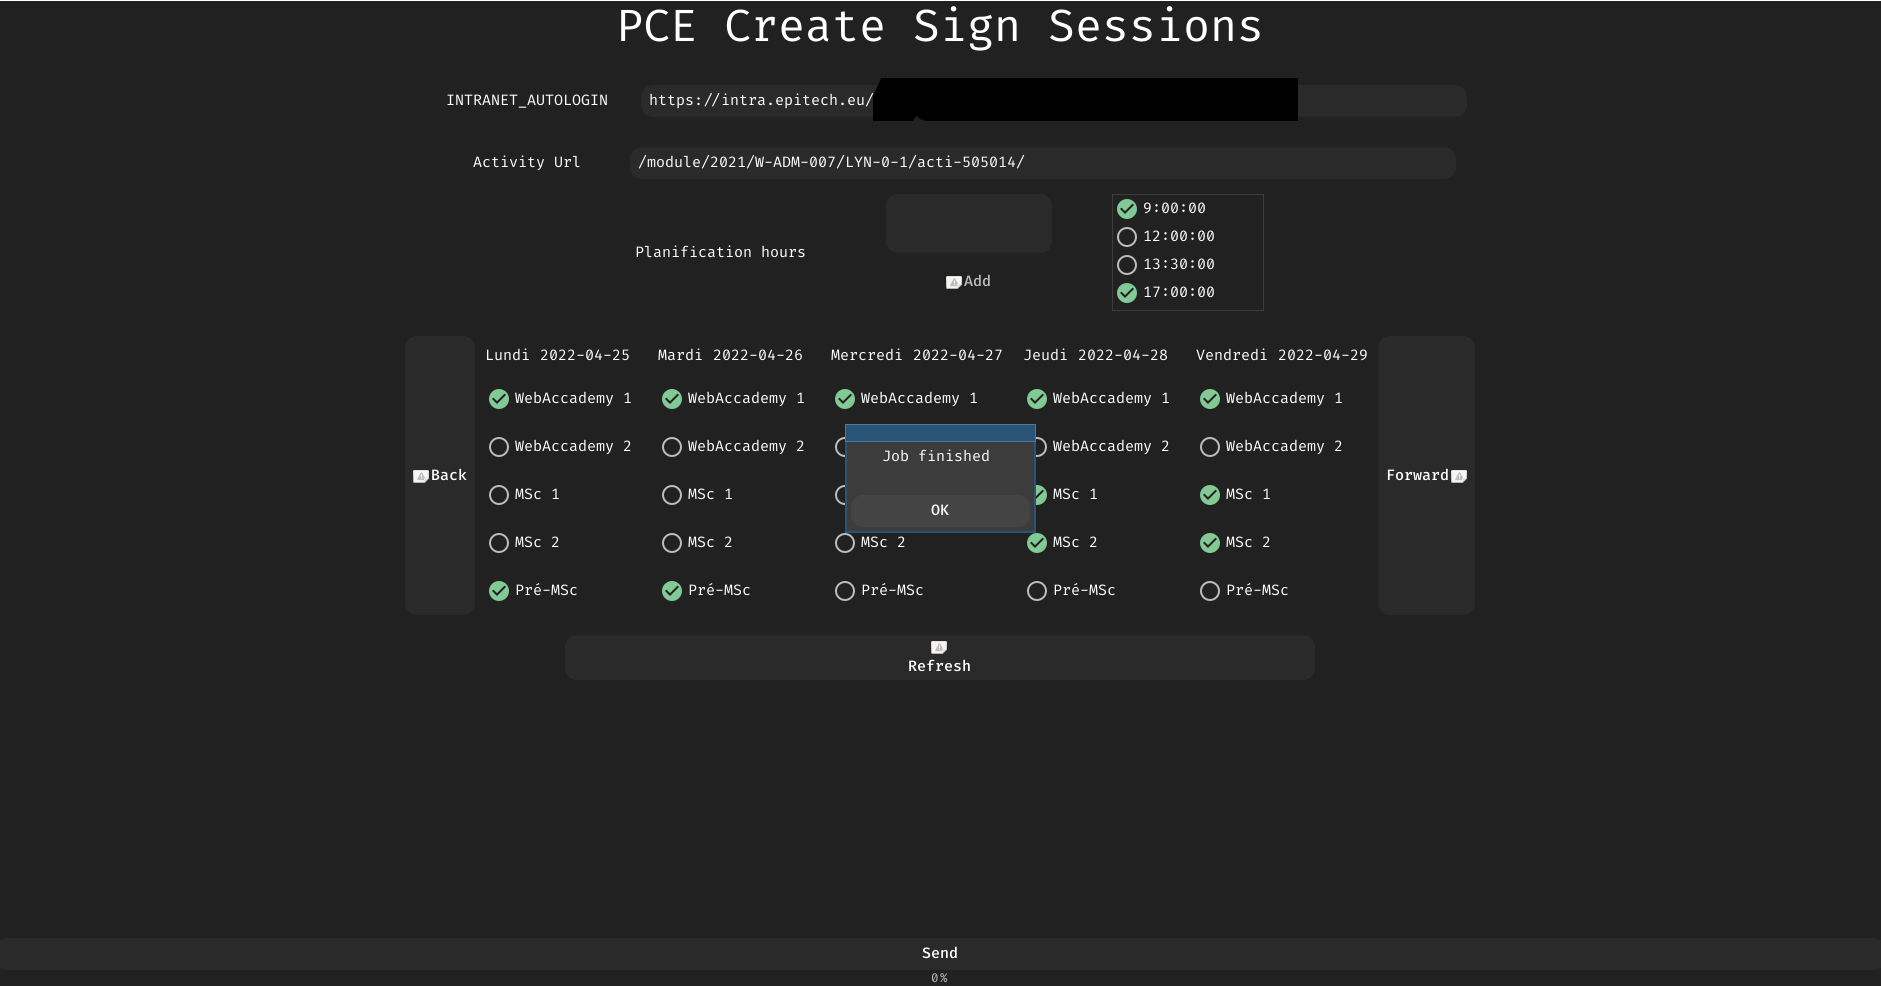 PCE Create Sign Sessions
INTRANET_AUTOLOGIN https://intra.epitech.eu/
Activity Url /module/2021/W-ADM-007/LYN-0-1/acti-505014/
Planification hours
Add
9:00:00
12:00:00
13:30:00
17:00:00
Lundi 2022-04-25 Mardi 2022-04-26 Mercredi 2022-04-27 Jeudi 2022-04-28 Vendredi 2022-04-29
WebAccademy 1 WebAccademy 1 WebAccademy 1 WebAccademy 1 WebAccademy 1
WebAccademy 2 WebAccademy 2 WebAccademy 2 WebAccademy 2
Job finished
Back Forward
MSc 1 MSc 1 MSc 1 MSc 1
OK
MSc 2 MSc 2 MSc 2 MSc 2 MSc 2
Pré-MSc Pré-MSc Pré-MSc Pré-MSc Pré-MSc
Refresh
Send
0%